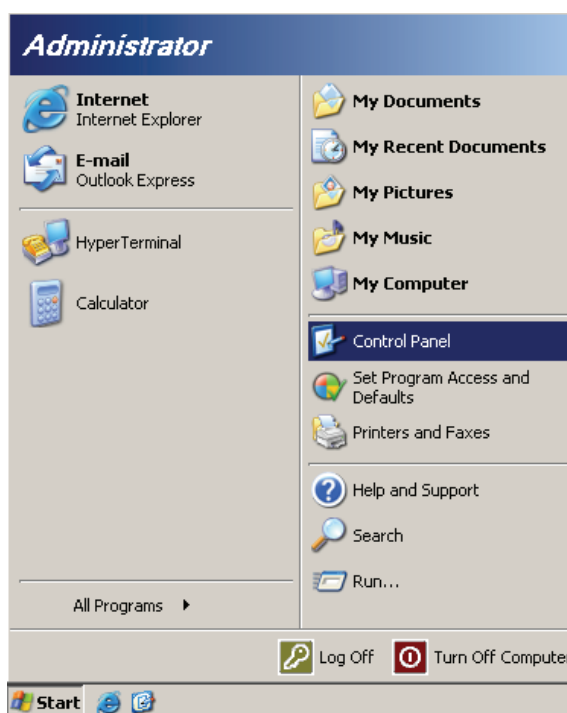 Administrator
Internet
Internet Explorer
E-mail
Outlook Express
HyperTerminal
Calculator
All Programs
My Documents
My Recent Documents
My Pictures
My Music
My Computer
Control Panel
Set Program Access and
Defaults
Printers and Faxes
Help and Support
Search
Run...
Log Off
Turn Off Compute
Start